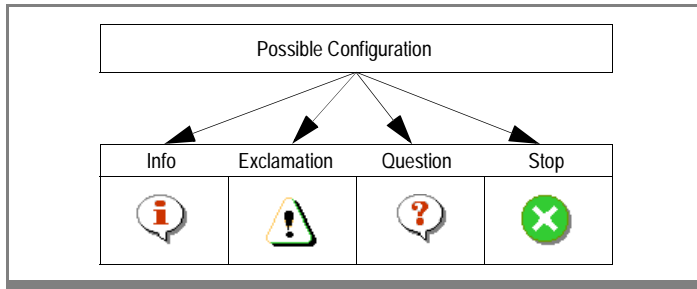 Possible Configuration
Info Exclamation Question Stop
i ! ?